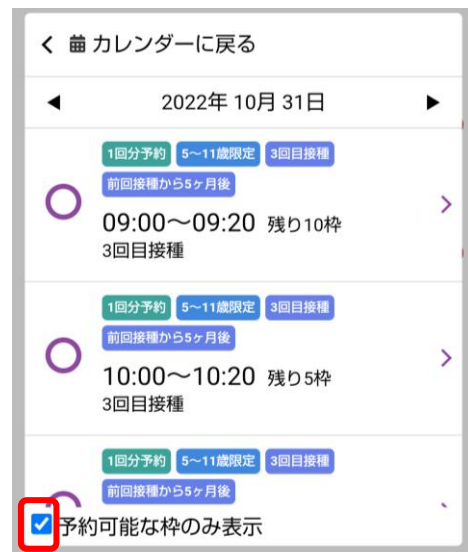 カレンダーに戻る
2022年 10月 31日
1回分予約 5〜11歳限定 3回目接種
前回接種から5ヶ月後
09:00〜09:20 残り10枠
3回目接種
1回分予約 5〜11歳限定 3回目接種
前回接種から5ヶ月後
10:00〜10:20 残り5枠
3回目接種
1回分予約 5〜11歳限定 3回目接種
前回接種から5ヶ月後
予約可能な枠のみ表示